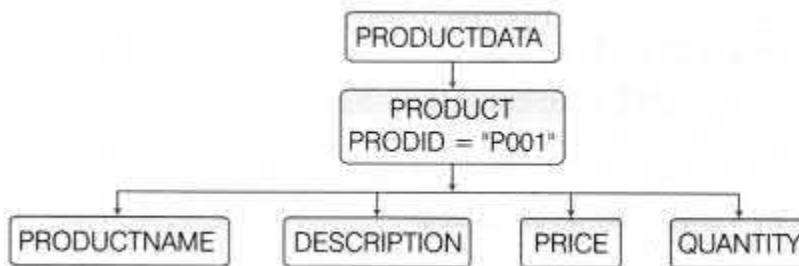 PRODUCTDATA
PRODUCT
PRODID = "P001"
PRODUCTNAME
DESCRIPTION
PRICE
QUANTITY